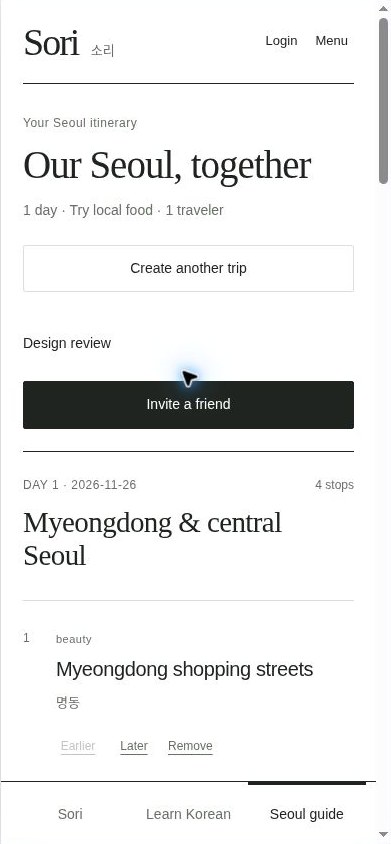 Sori 소리
Login Menu
Your Seoul itinerary
Our Seoul, together
1 day · Try local food · 1 traveler
Create another trip
Design review
Invite a friend
DAY 1 · 2026-11-26 4 stops
Myeongdong & central
Seoul
1 beauty
Myeongdong shopping streets
명동
Earlier Later Remove
Sori Learn Korean Seoul guide